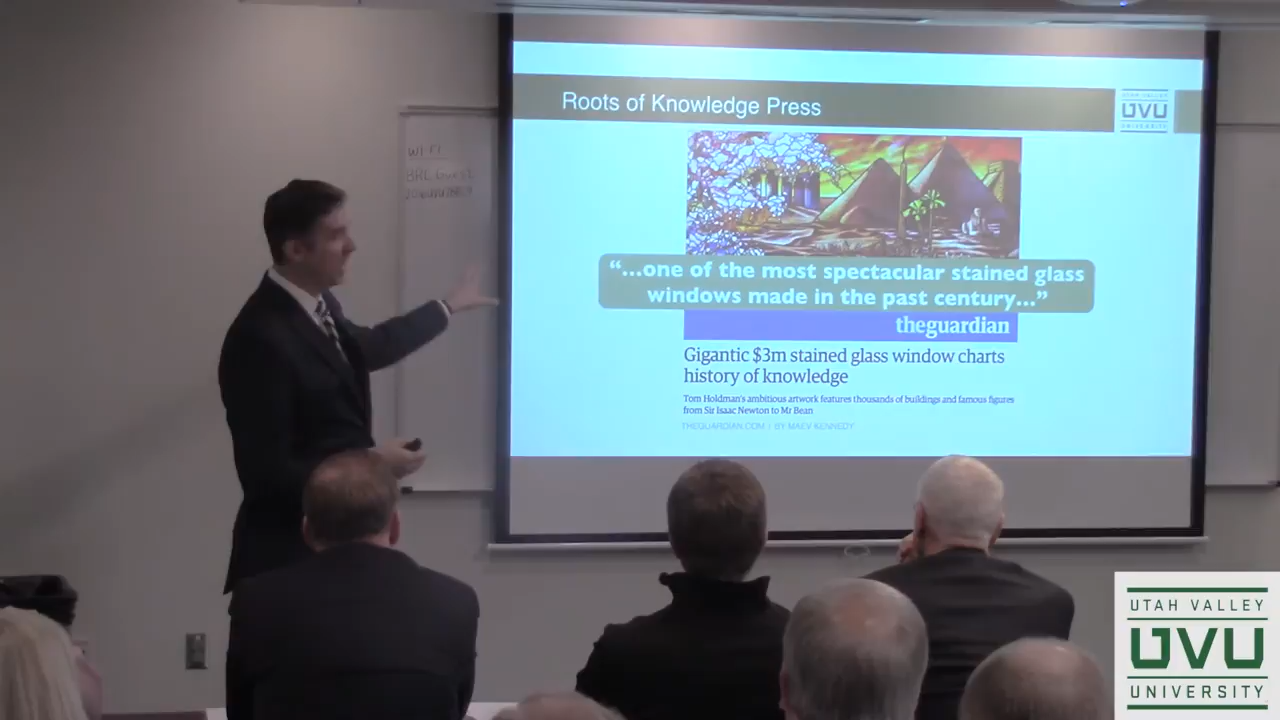 Roots of Knowledge Press
UTAH VALLEY
UVU
UNIVERSITY
WI FI
“...one of the most spectacular stained glass
windows made in the past century...”
theguardian
Gigantic $3m stained glass window charts
history of knowledge
Tom Holdman's ambitious artwork features thousands of buildings and famous figures
from Sir Isaac Newton to Mr Bean
THEGUARDIAN.COM | BY MAEV KENNEDY
UTAH VALLEY
UVU
UNIVERSITY